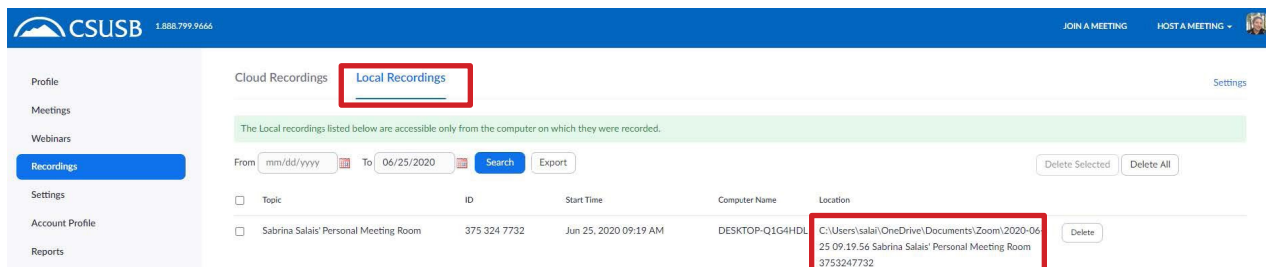 CSUSB 1.888.799.9666 JOIN A MEETING HOST A MEETING
Profile
Meetings
Webinars
Recordings
Settings
Account Profile
Reports
Cloud Recordings Local Recordings Settings
The Local recordings listed below are accessible only from the computer on which they were recorded.
From mm/dd/yyyy To 06/25/2020 Search Export Delete Selected Delete All
Topic ID Start Time Computer Name Location
Sabrina Salais' Personal Meeting Room 375 324 7732 Jun 25, 2020 09:19 AM DESKTOP-Q1G4HDL C:\Users\salai\OneDrive\Documents\Zoom\2020-06- Delete
25 09.19.56 Sabrina Salais' Personal Meeting Room
3753247732